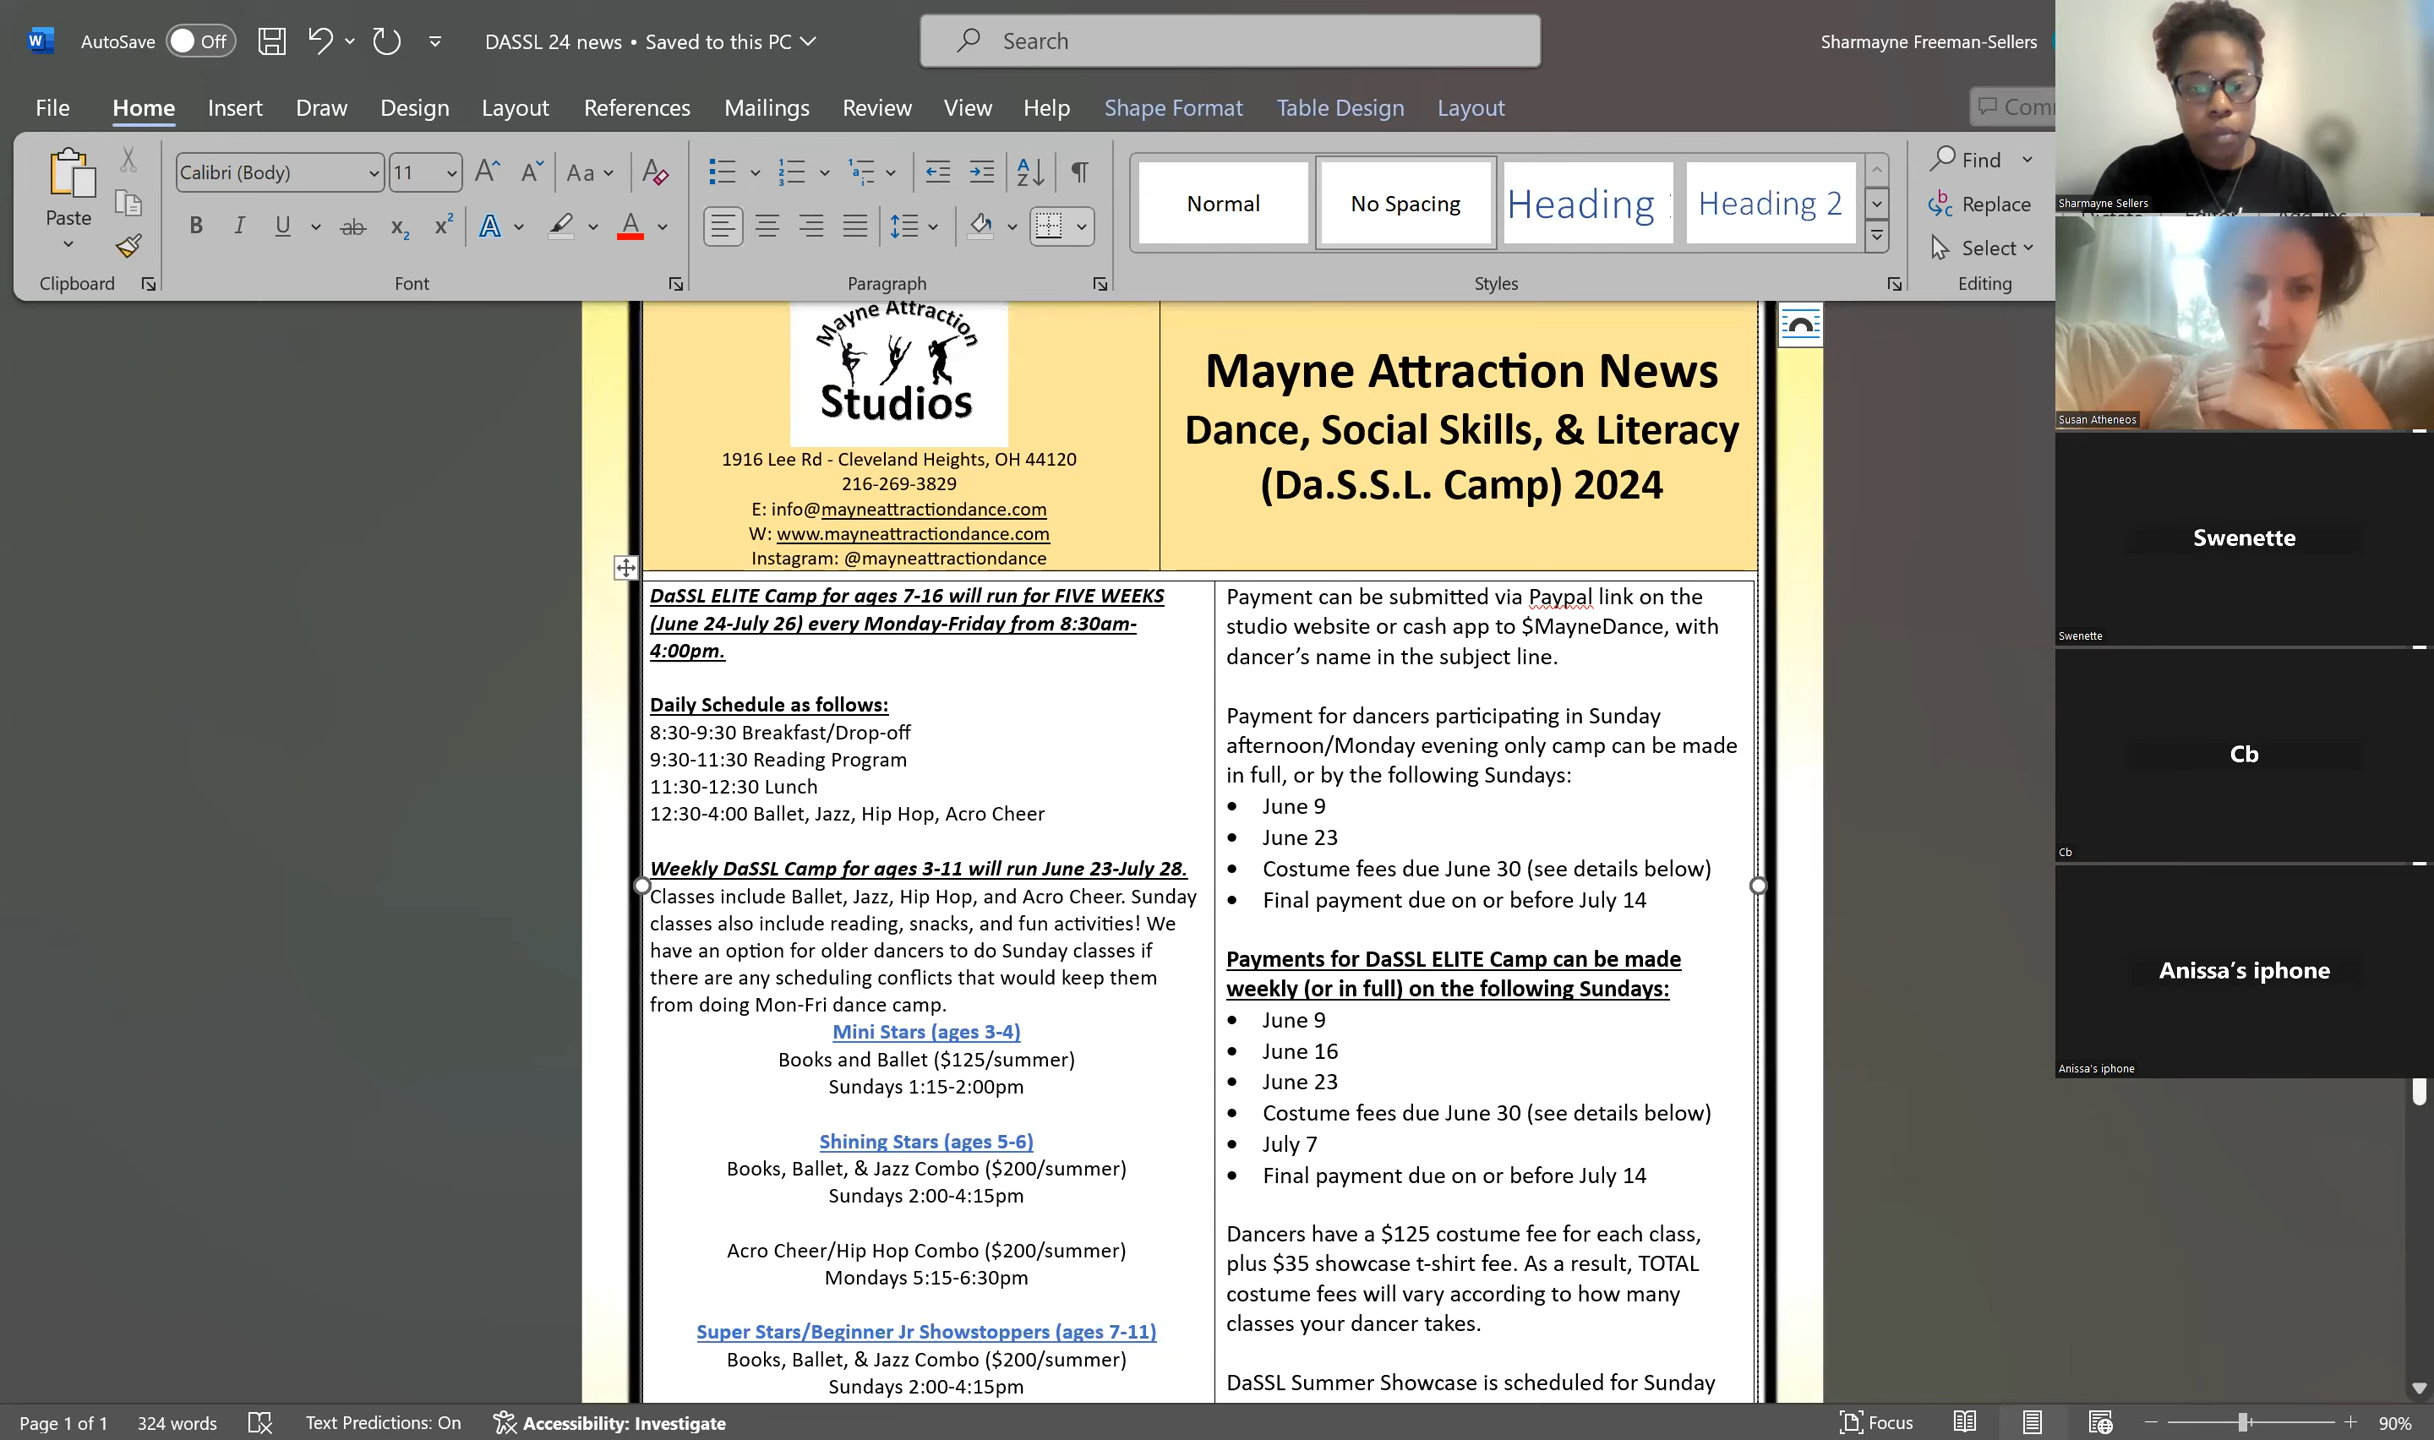 AutoSave Off DASSL 24 news • Saved to this PC Search Sharmayne Freeman-Sellers
File Home Insert Draw Design Layout References Mailings Review View Help Shape Format Table Design Layout
Paste
Calibri (Body) 11
Normal No Spacing Heading Heading 2
Find
Replace
Select
Clipboard Font Paragraph Styles Editing
Mayne Attraction
Studios
1916 Lee Rd - Cleveland Heights, OH 44120
216-269-3829
E: info@mayneattractiondance.com
W: www.mayneattractiondance.com
Instagram: @mayneattractiondance
Mayne Attraction News
Dance, Social Skills, & Literacy
(Da.S.S.L. Camp) 2024
DaSSL ELITE Camp for ages 7-16 will run for FIVE WEEKS
(June 24-July 26) every Monday-Friday from 8:30am-
4:00pm.
Daily Schedule as follows:
8:30-9:30 Breakfast/Drop-off
9:30-11:30 Reading Program
11:30-12:30 Lunch
12:30-4:00 Ballet, Jazz, Hip Hop, Acro Cheer
Weekly DaSSL Camp for ages 3-11 will run June 23-July 28.
Classes include Ballet, Jazz, Hip Hop, and Acro Cheer. Sunday
classes also include reading, snacks, and fun activities! We
have an option for older dancers to do Sunday classes if
there are any scheduling conflicts that would keep them
from doing Mon-Fri dance camp.
Mini Stars (ages 3-4)
Books and Ballet ($125/summer)
Sundays 1:15-2:00pm
Shining Stars (ages 5-6)
Books, Ballet, & Jazz Combo ($200/summer)
Sundays 2:00-4:15pm
Acro Cheer/Hip Hop Combo ($200/summer)
Mondays 5:15-6:30pm
Super Stars/Beginner Jr Showstoppers (ages 7-11)
Books, Ballet, & Jazz Combo ($200/summer)
Sundays 2:00-4:15pm
Payment can be submitted via Paypal link on the
studio website or cash app to $MayneDance, with
dancer’s name in the subject line.
Payment for dancers participating in Sunday
afternoon/Monday evening only camp can be made
in full, or by the following Sundays:
• June 9
• June 23
• Costume fees due June 30 (see details below)
• Final payment due on or before July 14
Payments for DaSSL ELITE Camp can be made
weekly (or in full) on the following Sundays:
• June 9
• June 16
• June 23
• Costume fees due June 30 (see details below)
• July 7
• Final payment due on or before July 14
Dancers have a $125 costume fee for each class,
plus $35 showcase t-shirt fee. As a result, TOTAL
costume fees will vary according to how many
classes your dancer takes.
DaSSL Summer Showcase is scheduled for Sunday
Sharmayne Sellers
Susan Atheneos
Swenette
Swenette
Cb
Cb
Anissa’s iphone
Anissa's iphone
Page 1 of 1 324 words Text Predictions: On Accessibility: Investigate Focus 90%